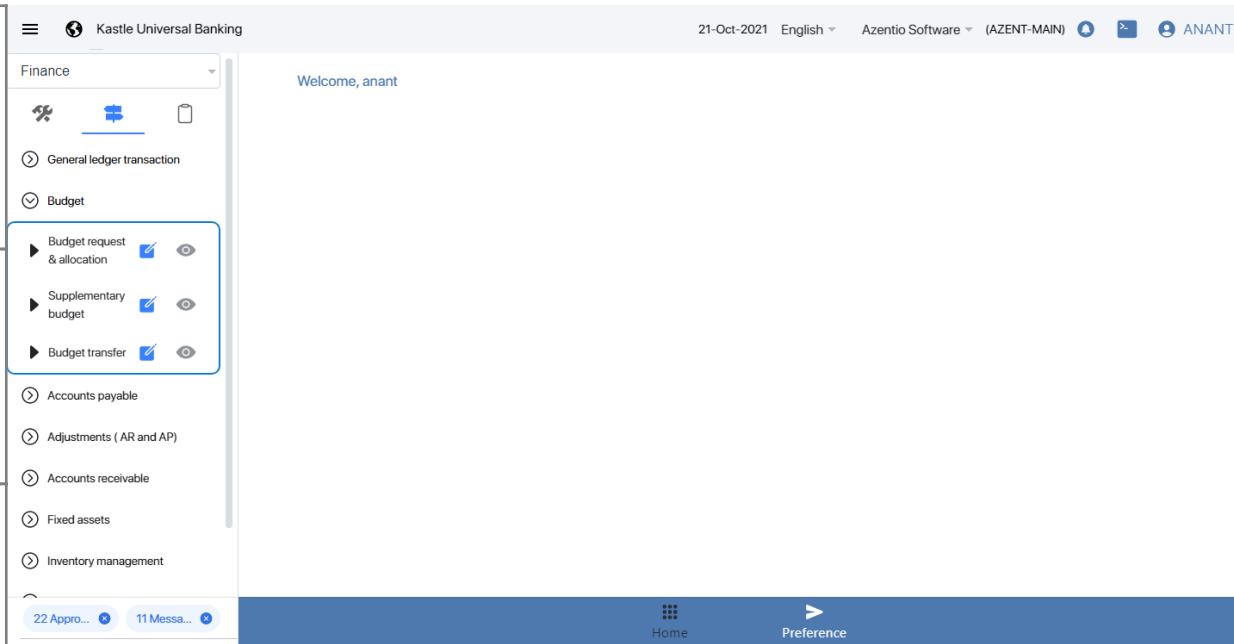 Kastle Universal Banking
21-Oct-2021 English Azentio Software (AZENT-MAIN) ANANT
Finance
Welcome, anant
General ledger transaction
Budget
Budget request
& allocation
Supplementary
budget
Budget transfer
Accounts payable
Adjustments ( AR and AP)
Accounts receivable
Fixed assets
Inventory management
22 Appro... 11 Messa...
Home Preference